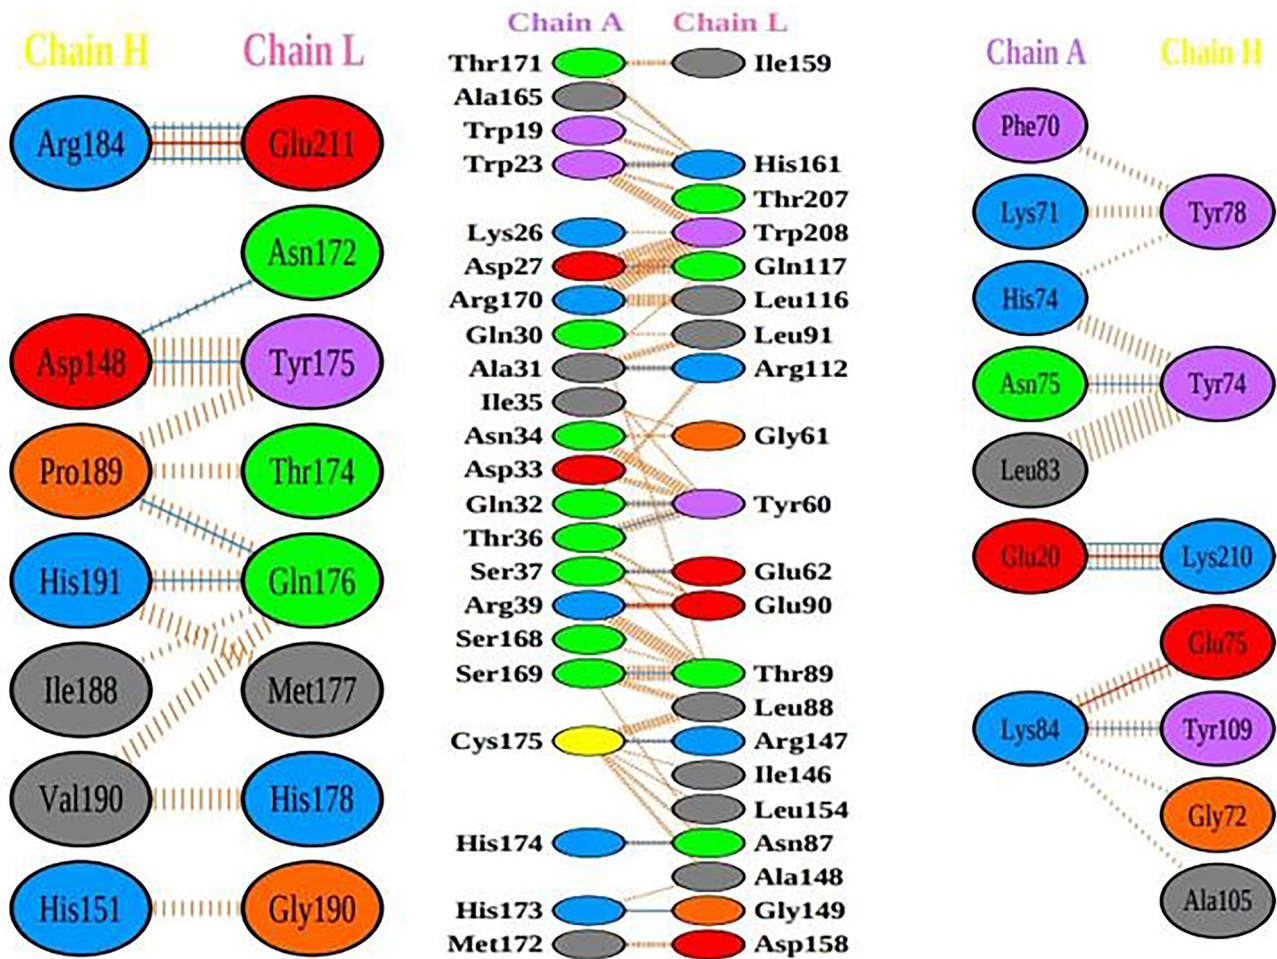 Chain H Chain L
Arg184 Glu211
Asn172
Asp148 Tyr175
Pro189 Thr174
His191 Gln176
Ile188 Met177
Val190 His178
His151 Gly190
Chain A Chain L
Thr171 Ile159
Ala165
Trp19
Trp23 His161
Thr207
Lys26 Trp208
Asp27 Gln117
Arg170 Leu116
Gln30 Leu91
Ala31 Arg112
Ile35
Asn34 Gly61
Asp33
Gln32 Tyr60
Thr36
Ser37 Glu62
Arg39 Glu90
Ser168
Ser169 Thr89
Leu88
Cys175 Arg147
Ile146
Leu154
His174 Asn87
Ala148
His173 Gly149
Met172 Asp158
Chain A Chain H
Phe70
Lys71 Tyr78
His74
Asn75 Tyr74
Leu83
Glu20 Lys210
Glu75
Lys84 Tyr109
Gly72
Ala105